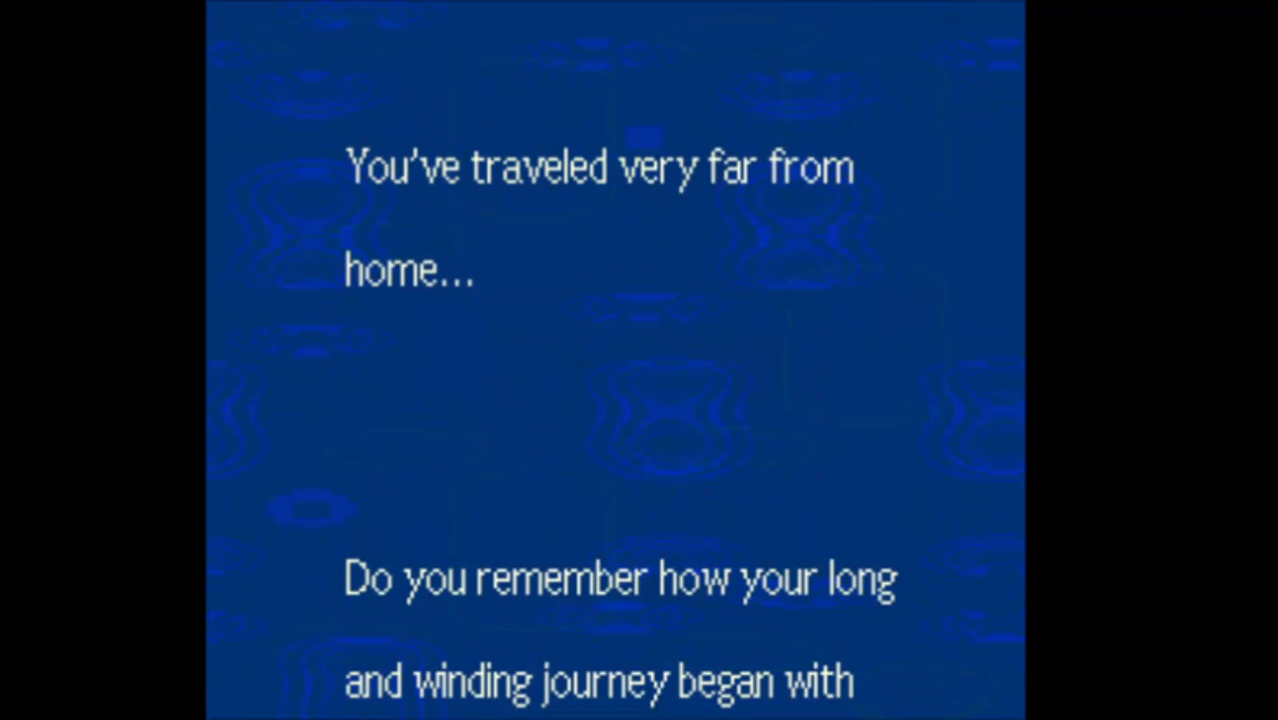 You've traveled very far from
home...
Do you remember how your long
and winding journey began with